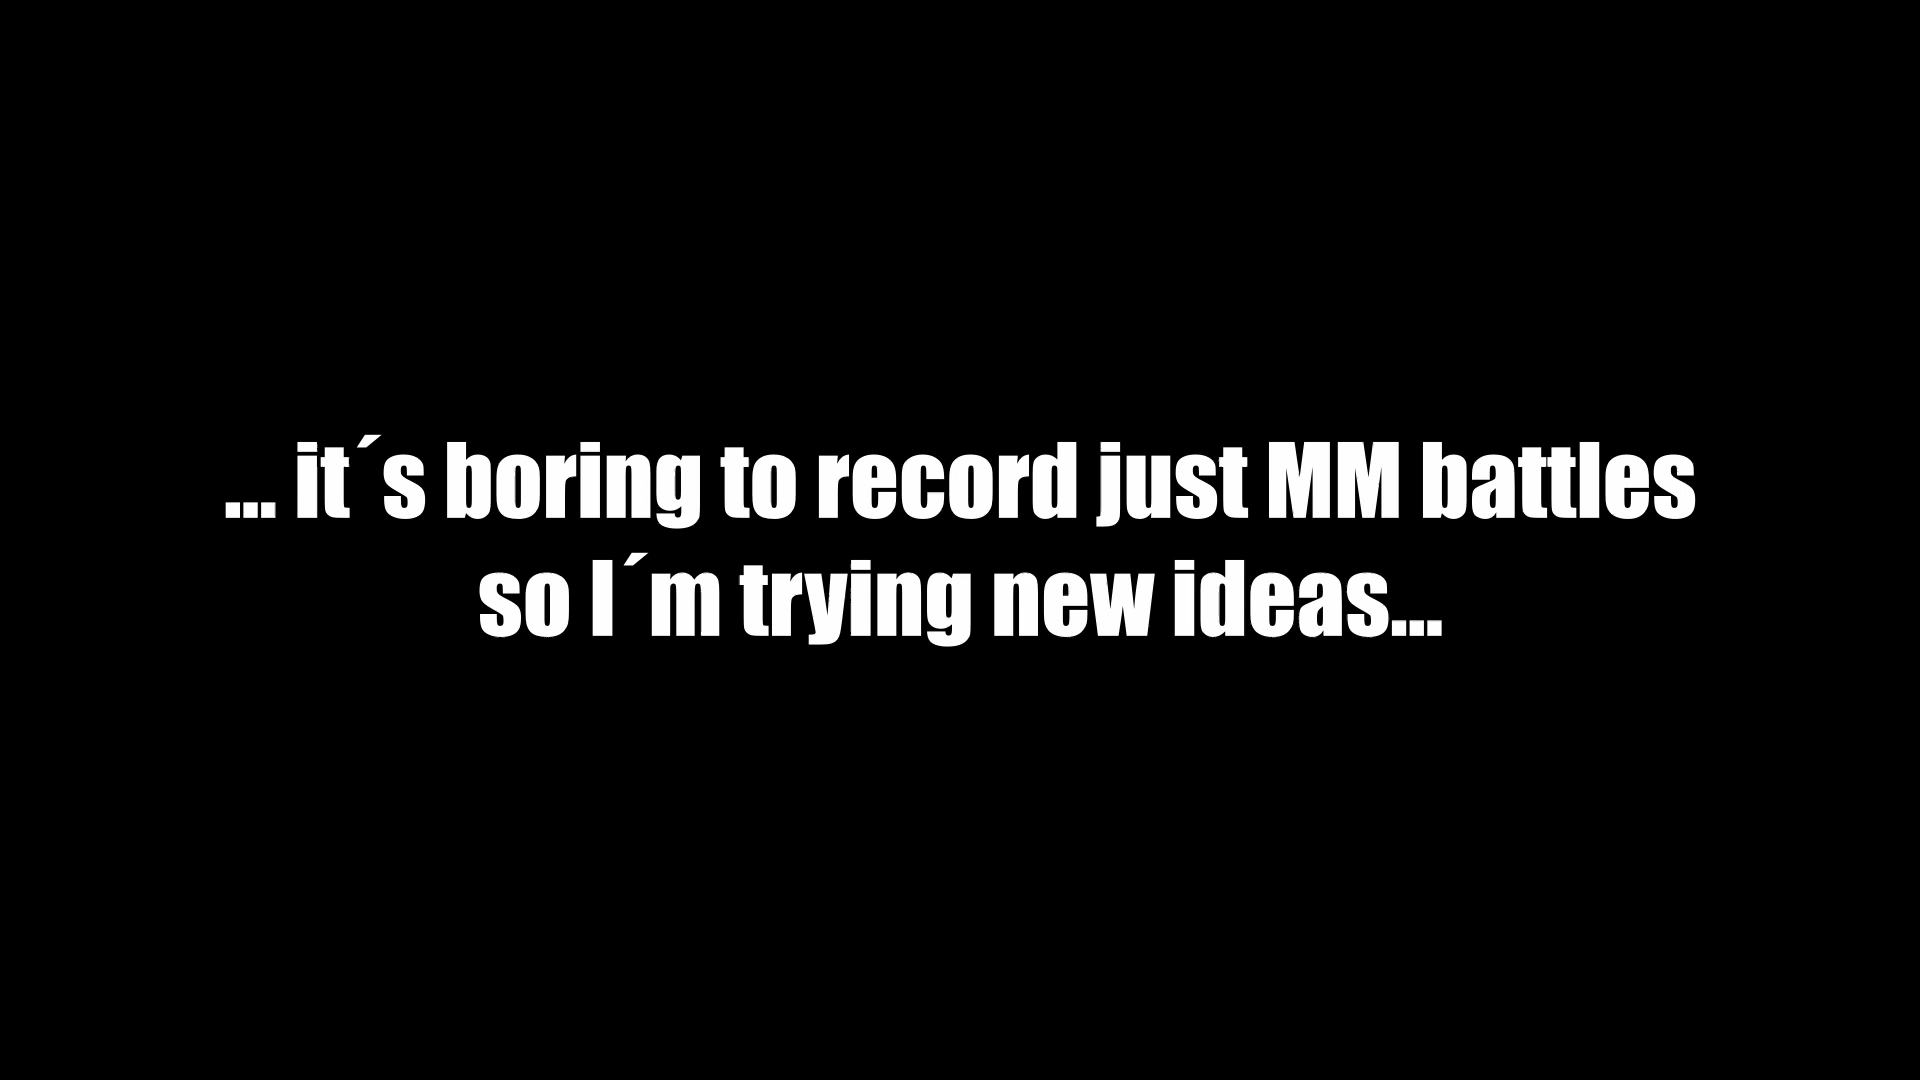 ... it´s boring to record just MM battles
so I´m trying new ideas...